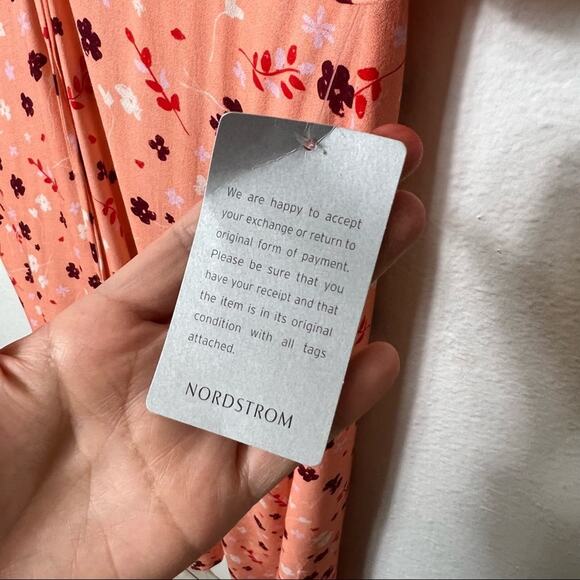 We are happy to accept
your exchange or return to
original form of payment.
Please be sure that you
have your receipt and that
the item is in its original
condition with all tags
attached.
NORDSTROM